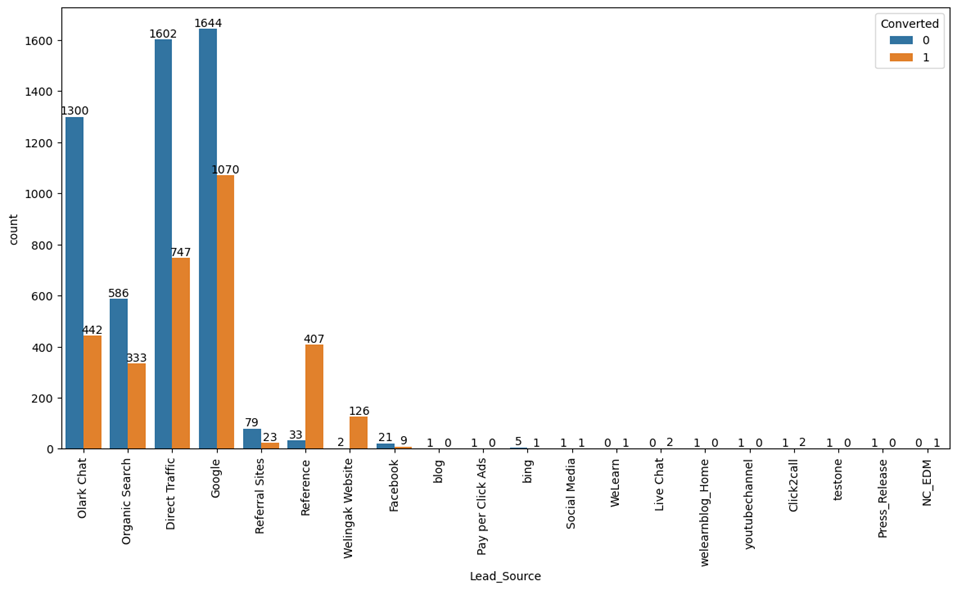 1644
1602
1300
1070
747
586
442
333
79
23
33
407
2
126
21
9
1
0
1
0
5
1
1
1
0
1
0
2
1
0
1
0
1
2
1
0
1
0
0
1
Converted
0
1
1600
1400
1200
1000
800
600
400
200
0
count
Olark Chat
Organic Search
Direct Traffic
Google
Referral Sites
Reference
Welingak Website
Facebook
blog
Pay per Click Ads
bing
Social Media
WeLearn
Live Chat
welearnblog_Home
youtubechannel
Click2call
testone
Press_Release
NC_EDM
Lead_Source